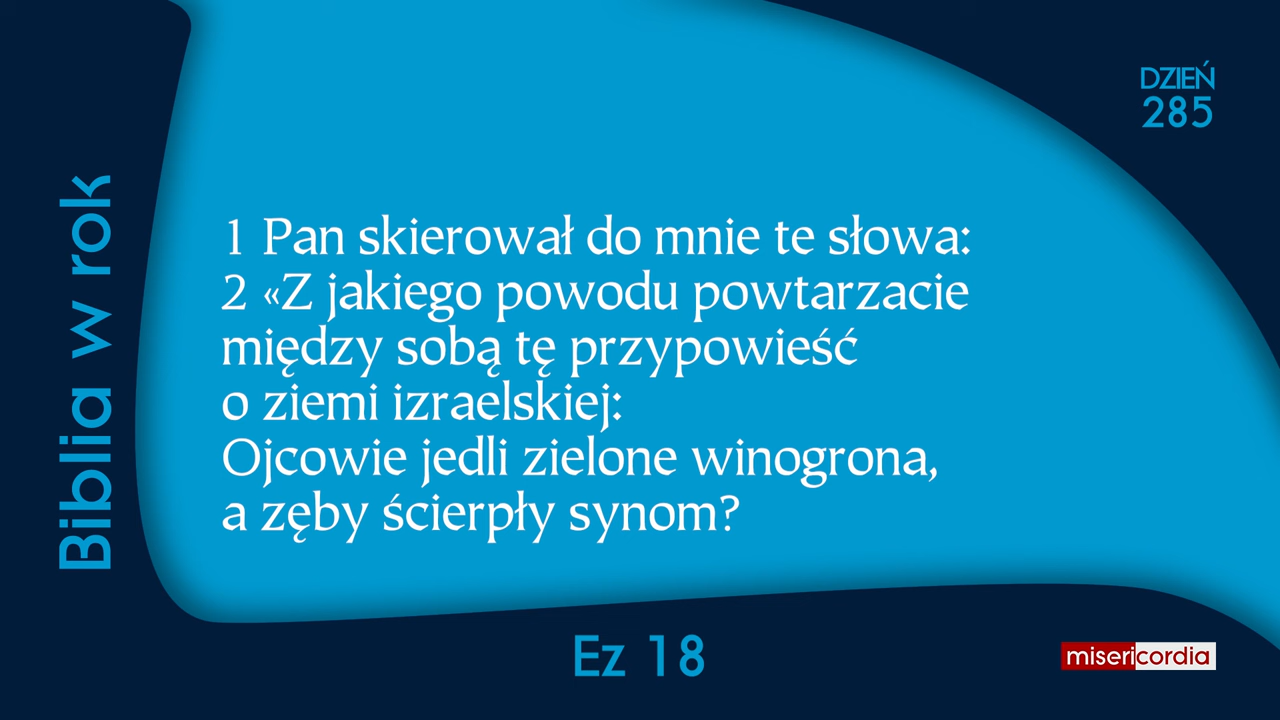 Biblia w rok
DZIEŃ
285
1 Pan skierował do mnie te słowa:
2 «Z jakiego powodu powtarzacie
między sobą tę przypowieść
o ziemi izraelskiej:
Ojcowie jedli zielone winogrona,
a zęby ścierpły synom?
Ez 18
misericordia